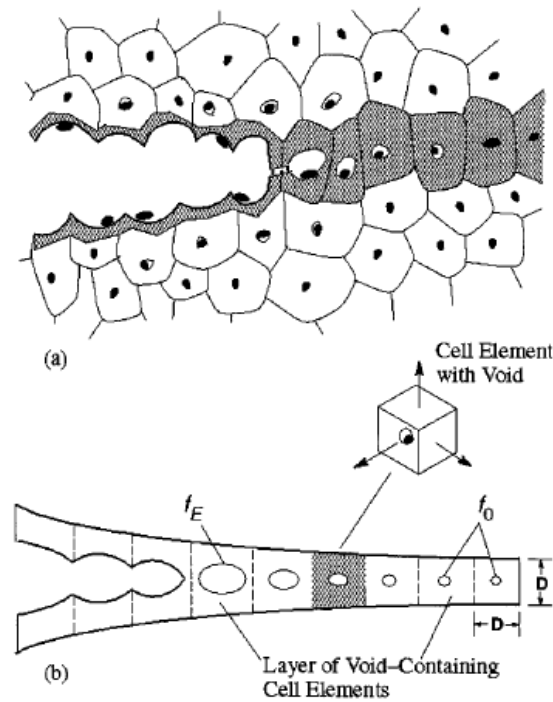 (a)
Cell Element
with Void
f_E
f_0
D
D
Layer of Void–Containing
Cell Elements
(b)